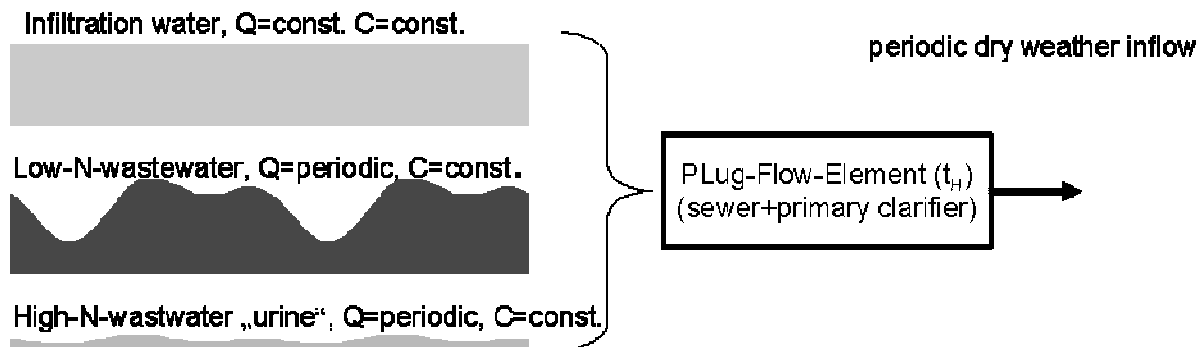 Infiltration water, Q=const. C=const.
periodic dry weather inflow
Low-N-wastewater, Q=periodic, C=const.
PLug-Flow-Element (tH)
(sewer+primary clarifier)
High-N-wastwater „urine“, Q=periodic, C=const.